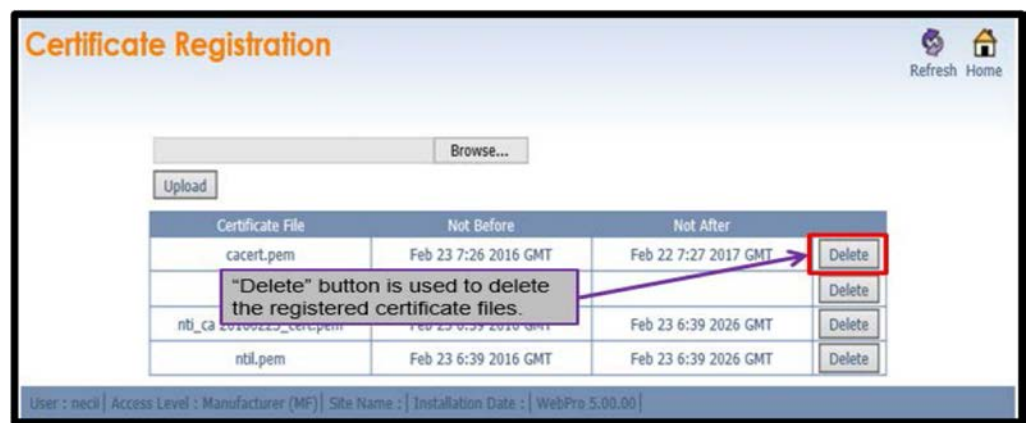 Certificate Registration
Refresh Home
Browse...
Upload
Certificate File Not Before Not After
cacert.pem Feb 23 7:26 2016 GMT Feb 22 7:27 2017 GMT Delete
"Delete" button is used to delete
the registered certificate files.
Delete
nti_ca Feb 23 6:39 2026 GMT Delete
ntil.pem Feb 23 6:39 2016 GMT Feb 23 6:39 2026 GMT Delete
User : necii| Access Level : Manufacturer (MF)| Site Name :| Installation Date :| WebPro 5.00.00|